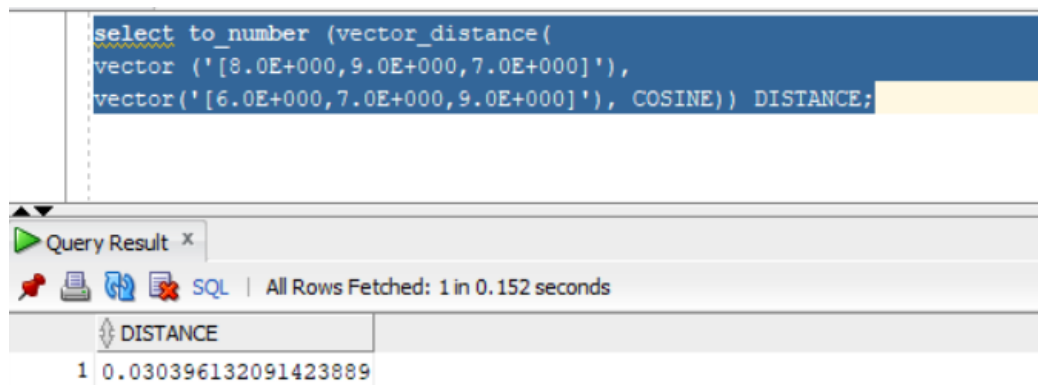 select to_number (vector_distance(
vector ('[8.0E+000,9.0E+000,7.0E+000]'),
vector('[6.0E+000,7.0E+000,9.0E+000]'), COSINE)) DISTANCE;
Query Result x
SQL | All Rows Fetched: 1 in 0.152 seconds
DISTANCE
1 0.030396132091423889